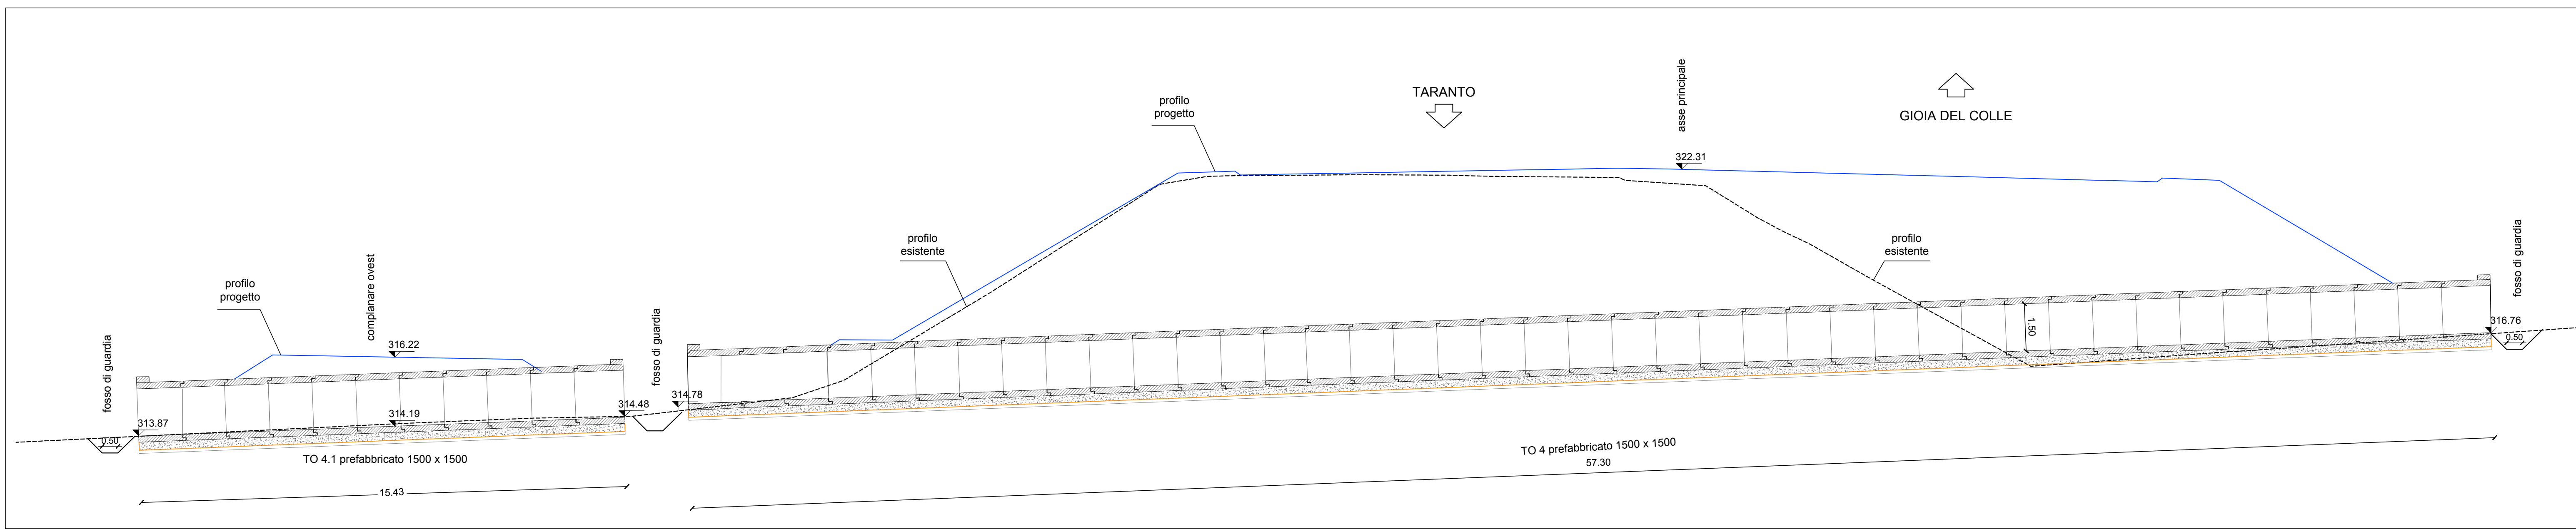 fosso di guardia
0.50
313.87
profilo
progetto
complanare ovest
316.22
314.19
TO 4.1 prefabbricato 1500 x 1500
15.43
314.48
fosso di guardia
314.78
profilo
esistente
profilo
progetto
TARANTO
asse principale
322.31
GIOIA DEL COLLE
profilo
esistente
1.50
TO 4 prefabbricato 1500 x 1500
57.30
316.76
0.50
fosso di guardia